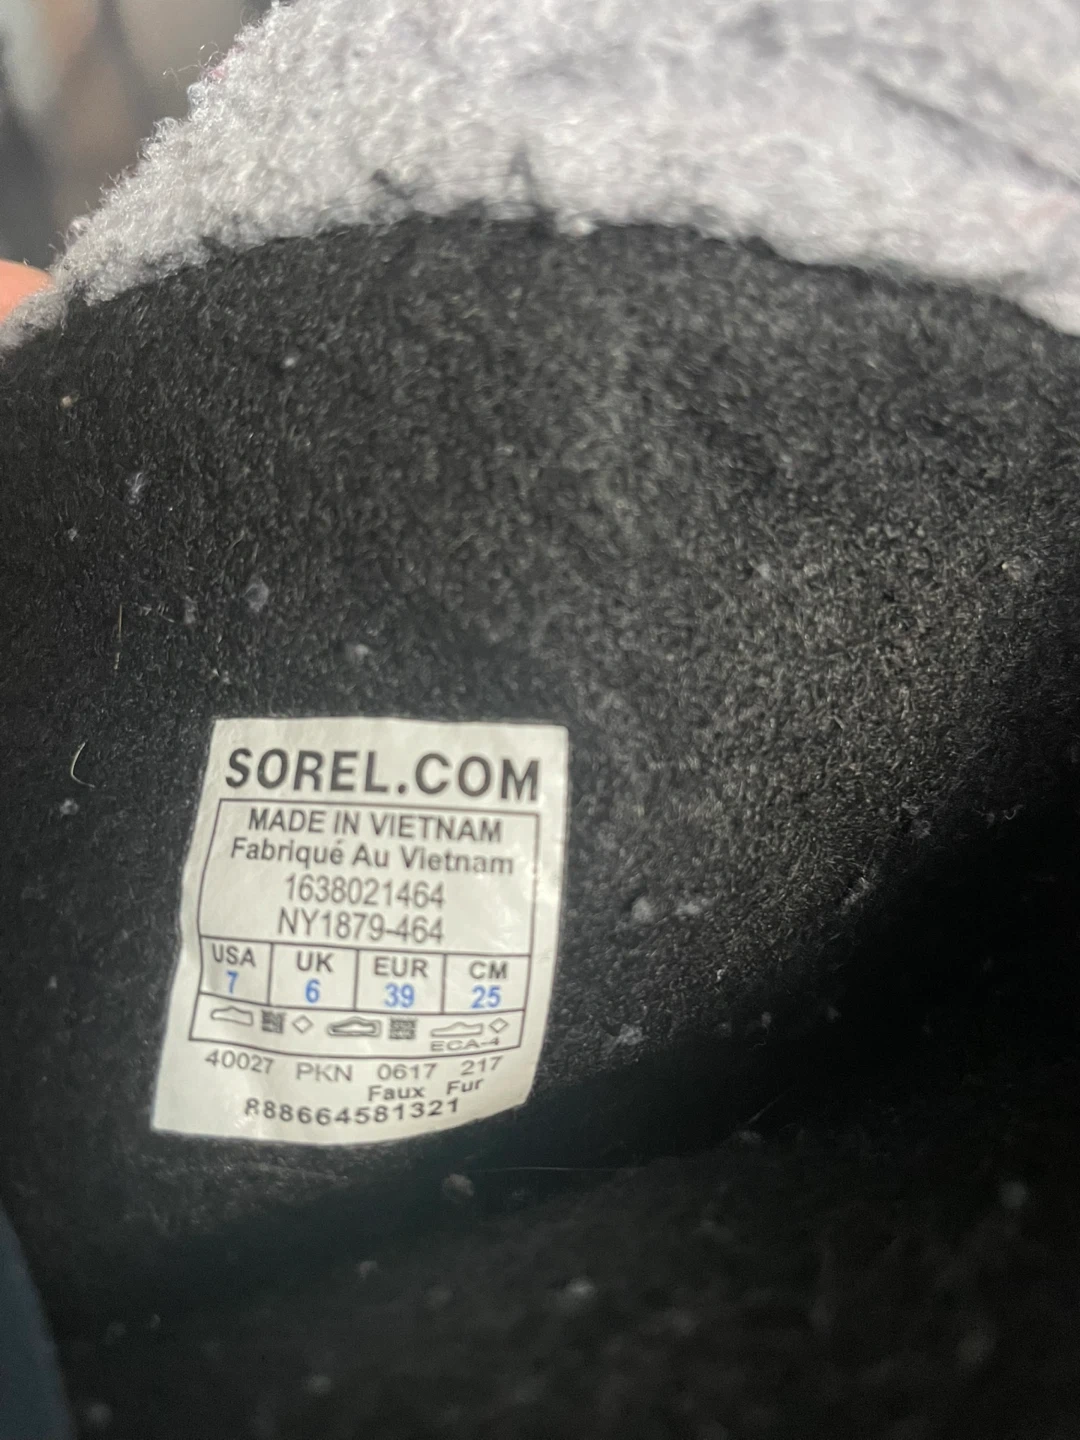 SOREL.COM
MADE IN VIETNAM
Fabriqué Au Vietnam
1638021464
NY1879-464
USA UK EUR CM
7 6 39 25
ECA-4
40027 PKN 0617 217
Faux Fur
888664581321